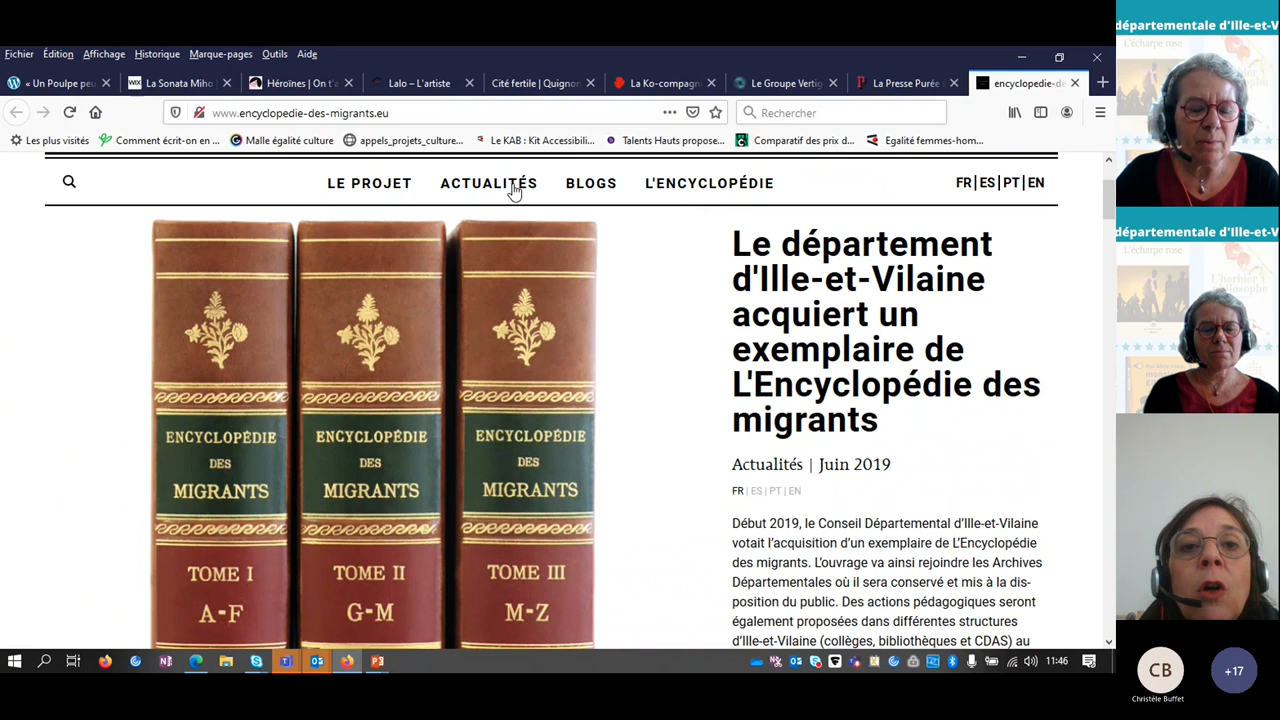 Fichier Édition Affichage Historique Marque-pages Outils Aide
« Un Poulpe peu
WIX La Sonata Miho
Héroïnes | On t'a
Lalo – L'artiste
Cité fertile | Quignon
La Ko-compagn
Le Groupe Vertig
La Presse Purée
encyclopedie-de
www.encyclopedie-des-migrants.eu
Rechercher
Les plus visités
Comment écrit-on en ...
Malle égalité culture
appels_projets_culture...
Le KAB : Kit Accessibili...
Talents Hauts propose...
Comparatif des prix d...
Egalité femmes-hom...
LE PROJET ACTUALITÉS BLOGS L'ENCYCLOPÉDIE
FR| ES| PT| EN
ENCYCLOPÉDIE
DES
MIGRANTS
TOME I
A-F
ENCYCLOPÉDIE
DES
MIGRANTS
TOME II
G-M
ENCYCLOPÉDIE
DES
MIGRANTS
TOME III
M-Z
Le département
d'Ille-et-Vilaine
acquiert un
exemplaire de
L'Encyclopédie des
migrants
Actualités | Juin 2019
FR | ES | PT | EN
Début 2019, le Conseil Départemental d'Ille-et-Vilaine
votait l'acquisition d'un exemplaire de L'Encyclopédie
des migrants. L'ouvrage va ainsi rejoindre les Archives
Départementales où il sera conservé et mis à la dis-
position du public. Des actions pédagogiques seront
également proposées dans différentes structures
d'Ille-et-Vilaine (collèges, bibliothèques et CDAS) au
11:46
départementale d'Ille-et-V
L'écharpe rose
départementale d'Ille-et-V
L'écharpe rose
L'herbier
philosophe
CB
Christèle Buffet
+17